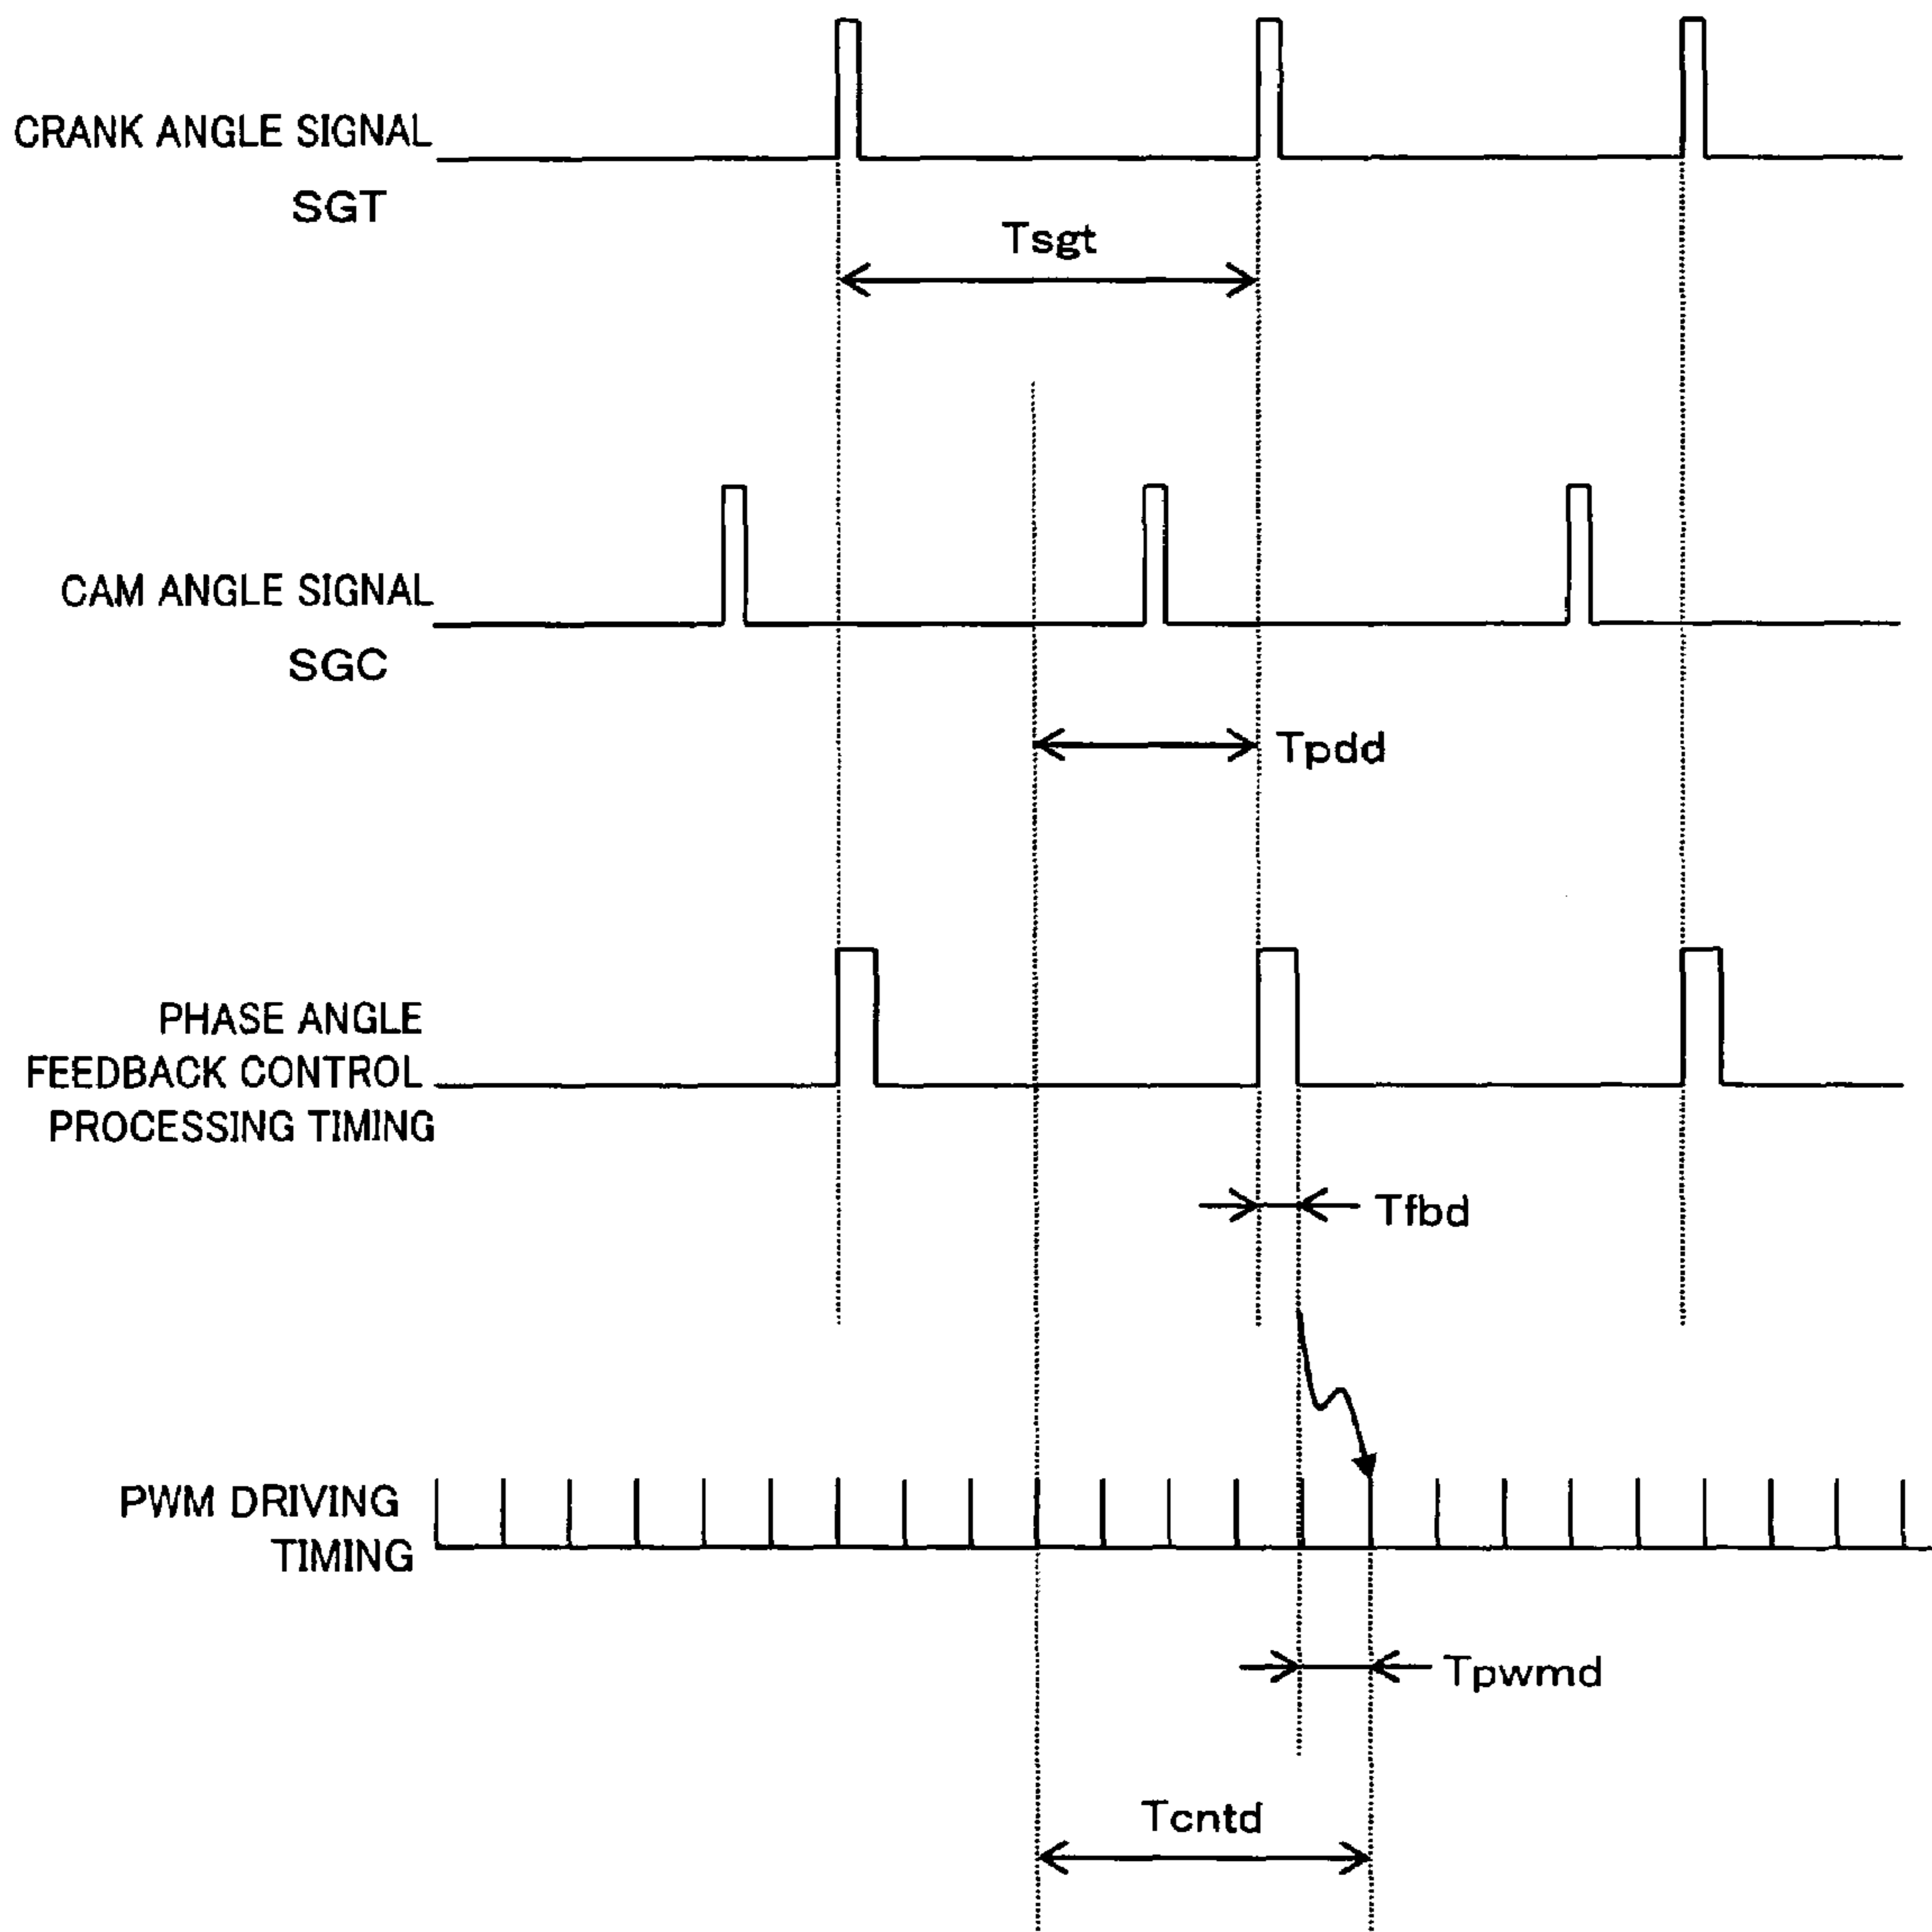 CRANK ANGLE SIGNAL
SGT
Tsgt
CAM ANGLE SIGNAL
SGC
Tpdd
PHASE ANGLE
FEEDBACK CONTROL
PROCESSING TIMING
Tfbd
PWM DRIVING
TIMING
Tpwmd
Tcntd